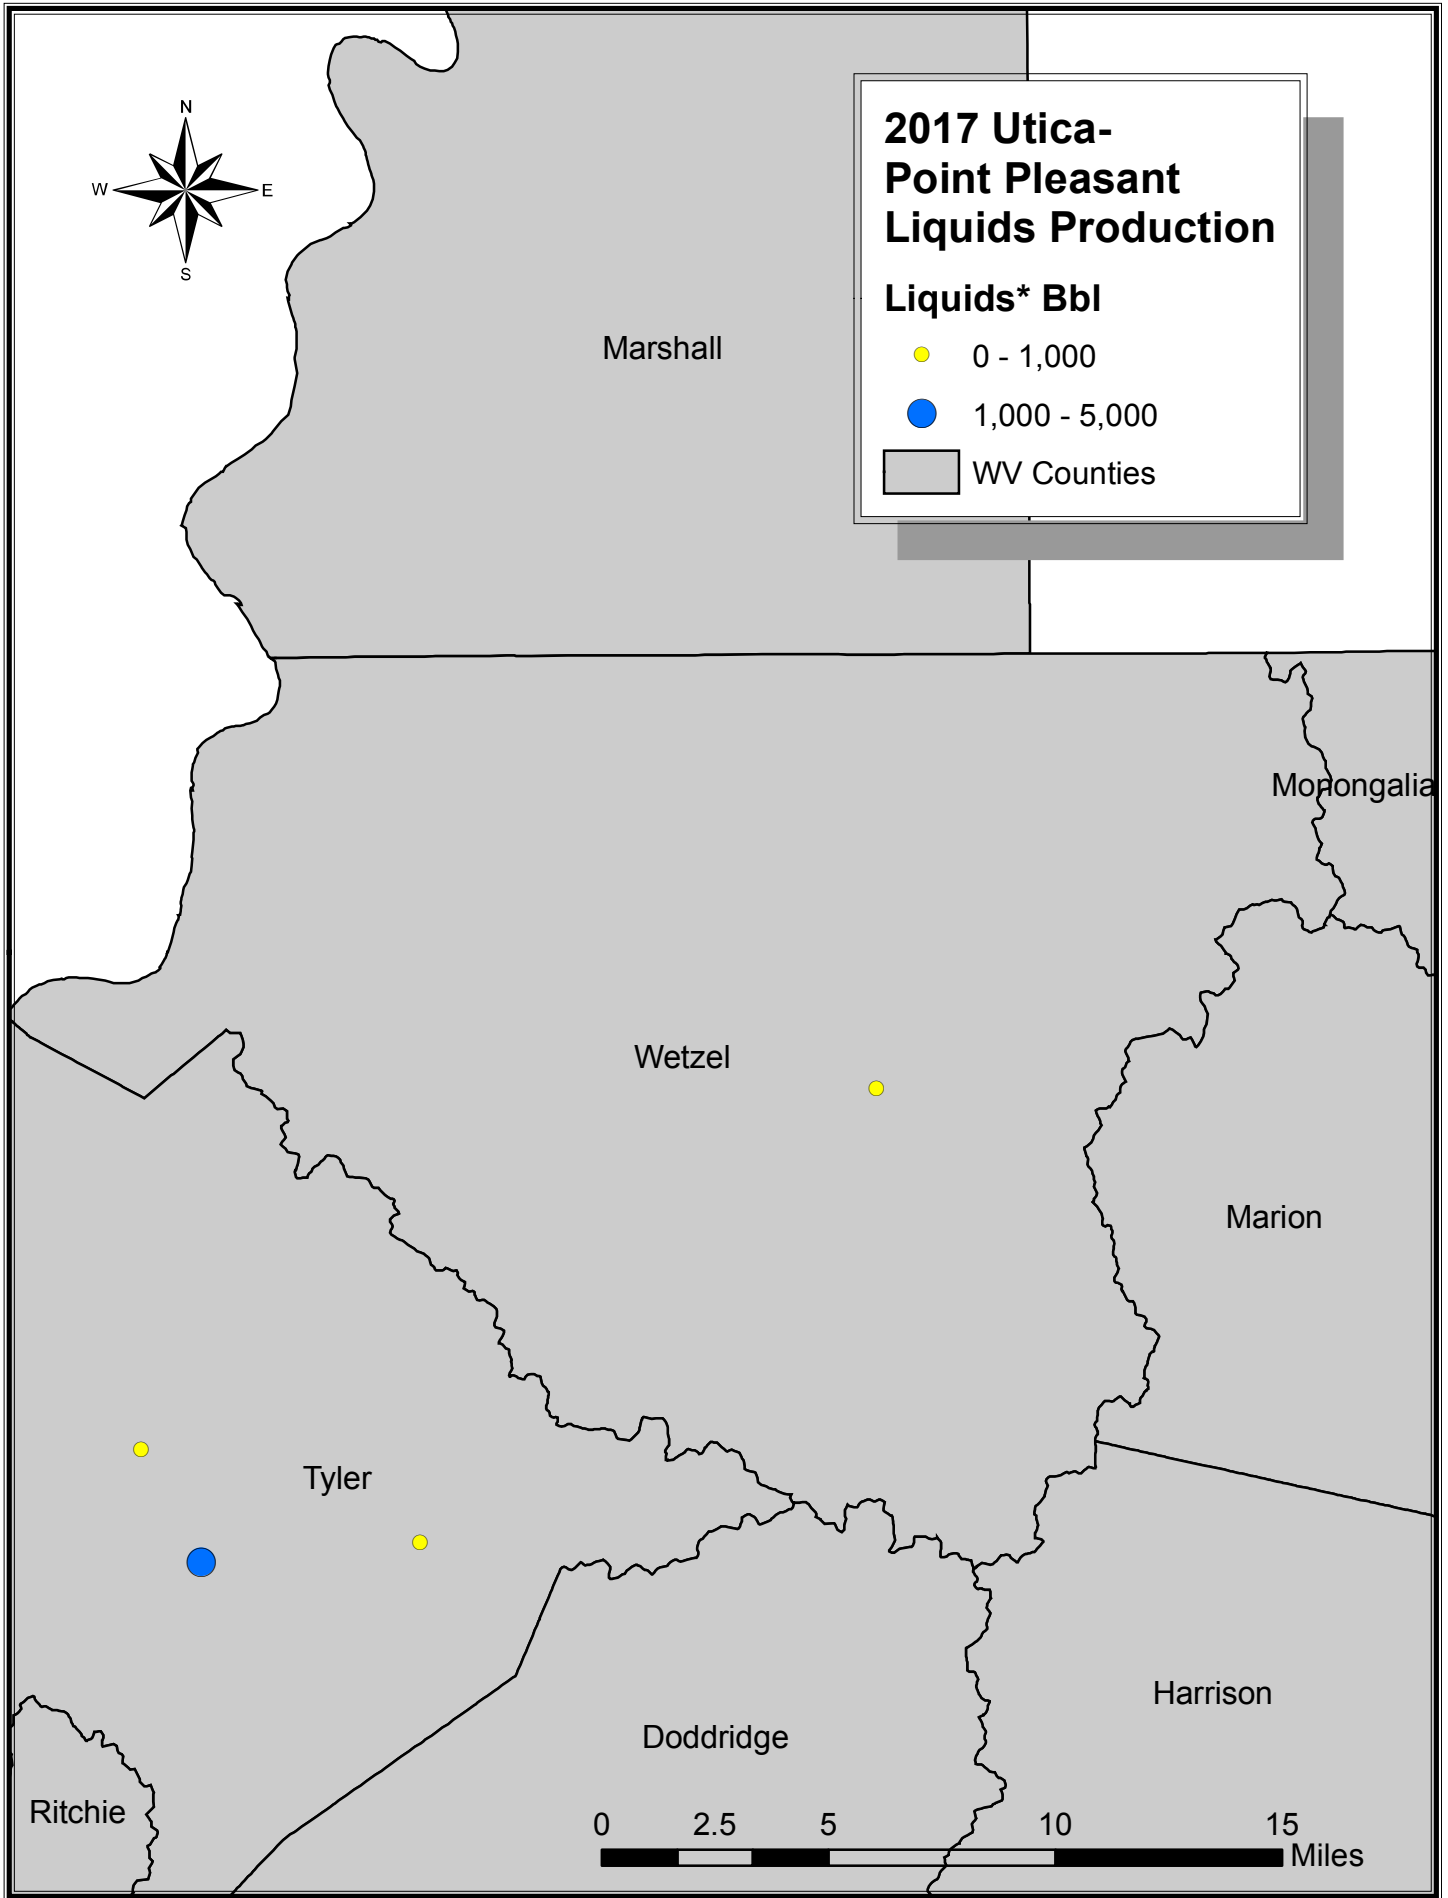 N
W E
S
2017 Utica-
Point Pleasant
Liquids Production
Liquids* Bbl
0 - 1,000
1,000 - 5,000
WV Counties
Marshall
Monongalia
Wetzel
Marion
Tyler
Harrison
Doddridge
Ritchie
0 2.5 5 10 15
Miles